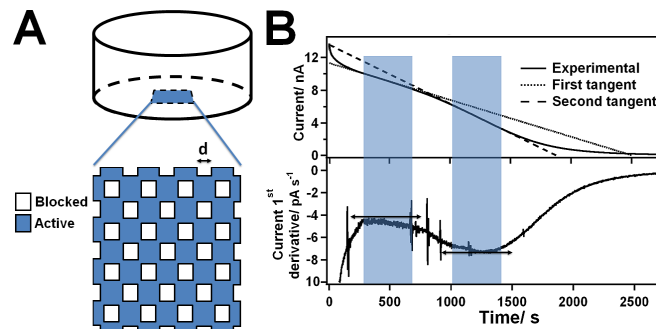 A
d
Blocked
Active
B
Current/ nA
12
8
4
0
Experimental
First tangent
Second tangent
Current 1st
derivative/ pA s-1
0
-2
-4
-6
-8
10
0
500
1000
1500
2000
2500
Time/ s